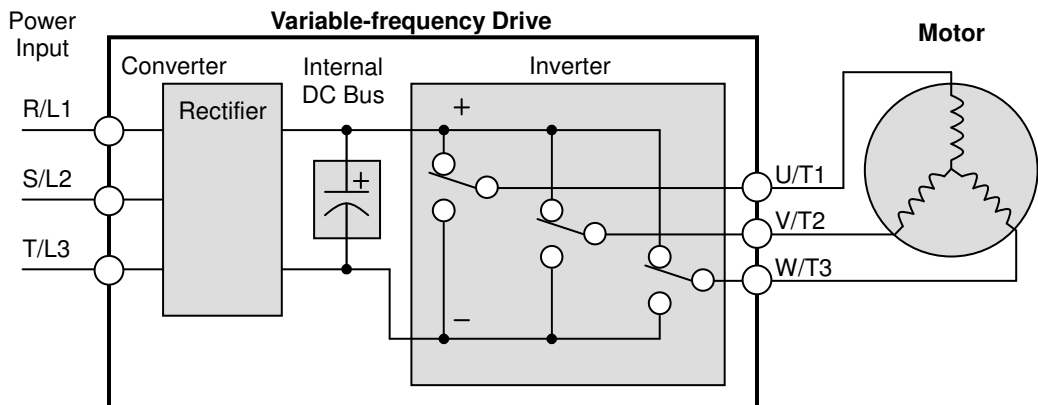 Power
Input
Variable-frequency Drive
Motor
Converter
Internal
DC Bus
Inverter
Rectifier
R/L1
S/L2
T/L3
+
+
–
U/T1
V/T2
W/T3